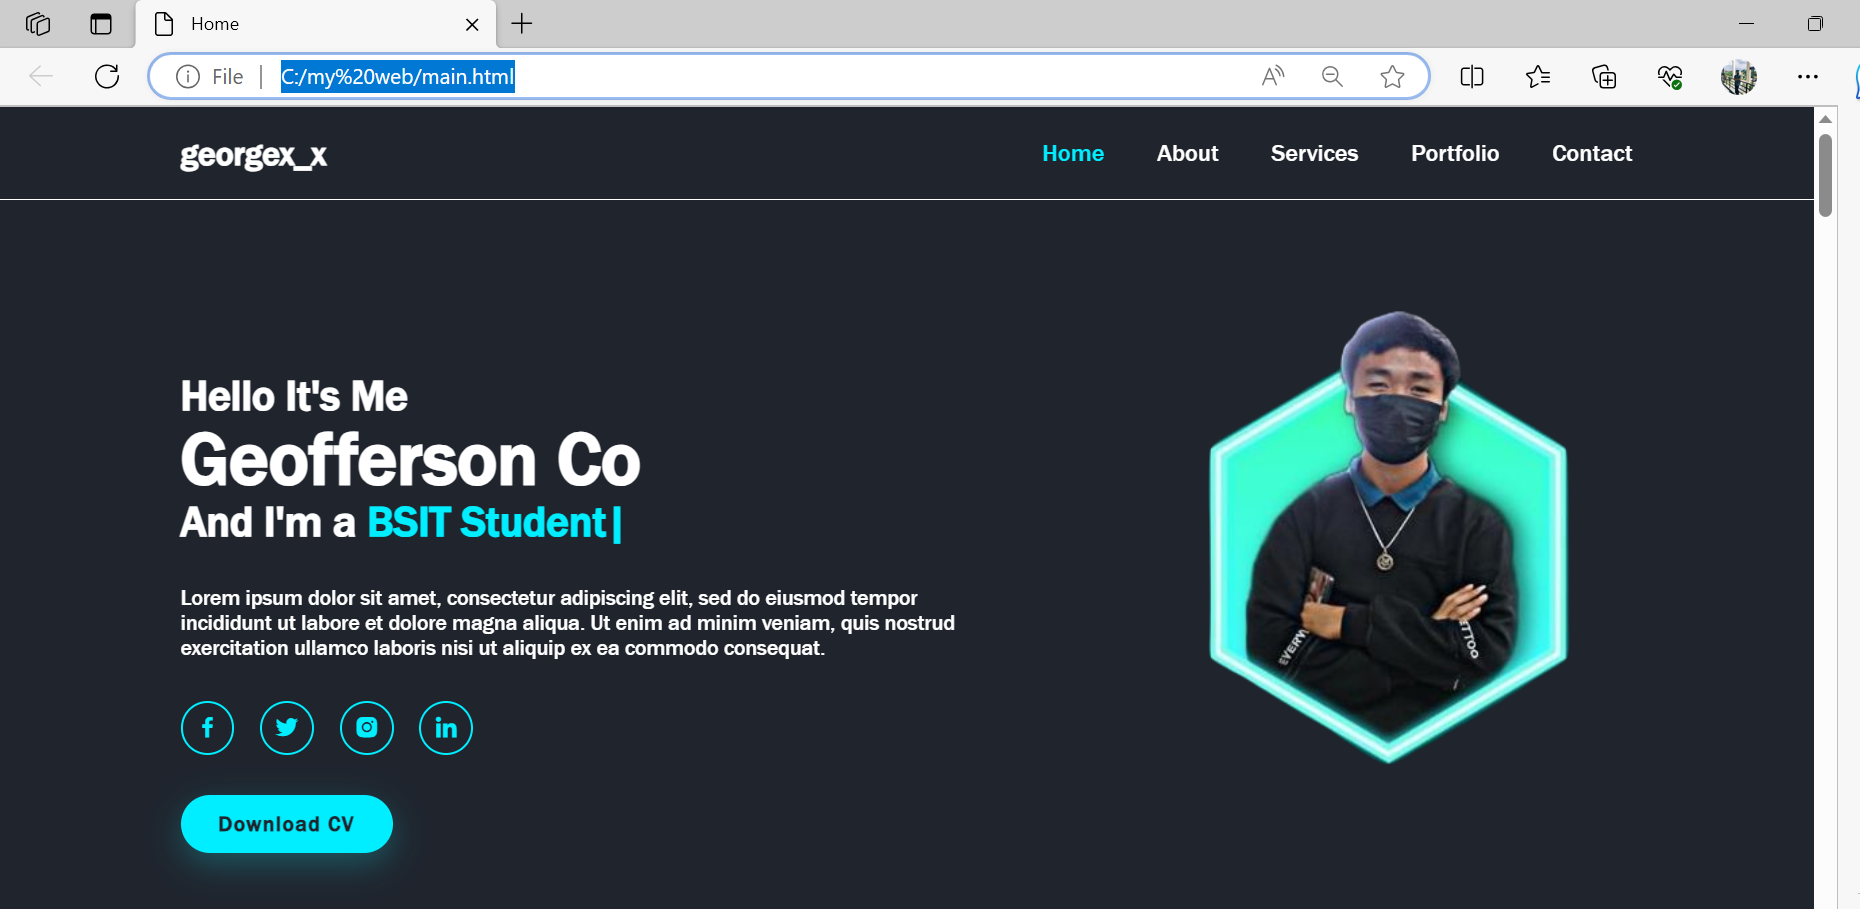 Home
File
C:/my%20web/main.html
georgex_x
Home About Services Portfolio Contact
Hello It's Me
Geofferson Co
And I'm a BSIT Student|
Lorem ipsum dolor sit amet, consectetur adipiscing elit, sed do eiusmod tempor
incididunt ut labore et dolore magna aliqua. Ut enim ad minim veniam, quis nostrud
exercitation ullamco laboris nisi ut aliquip ex ea commodo consequat.
Download CV